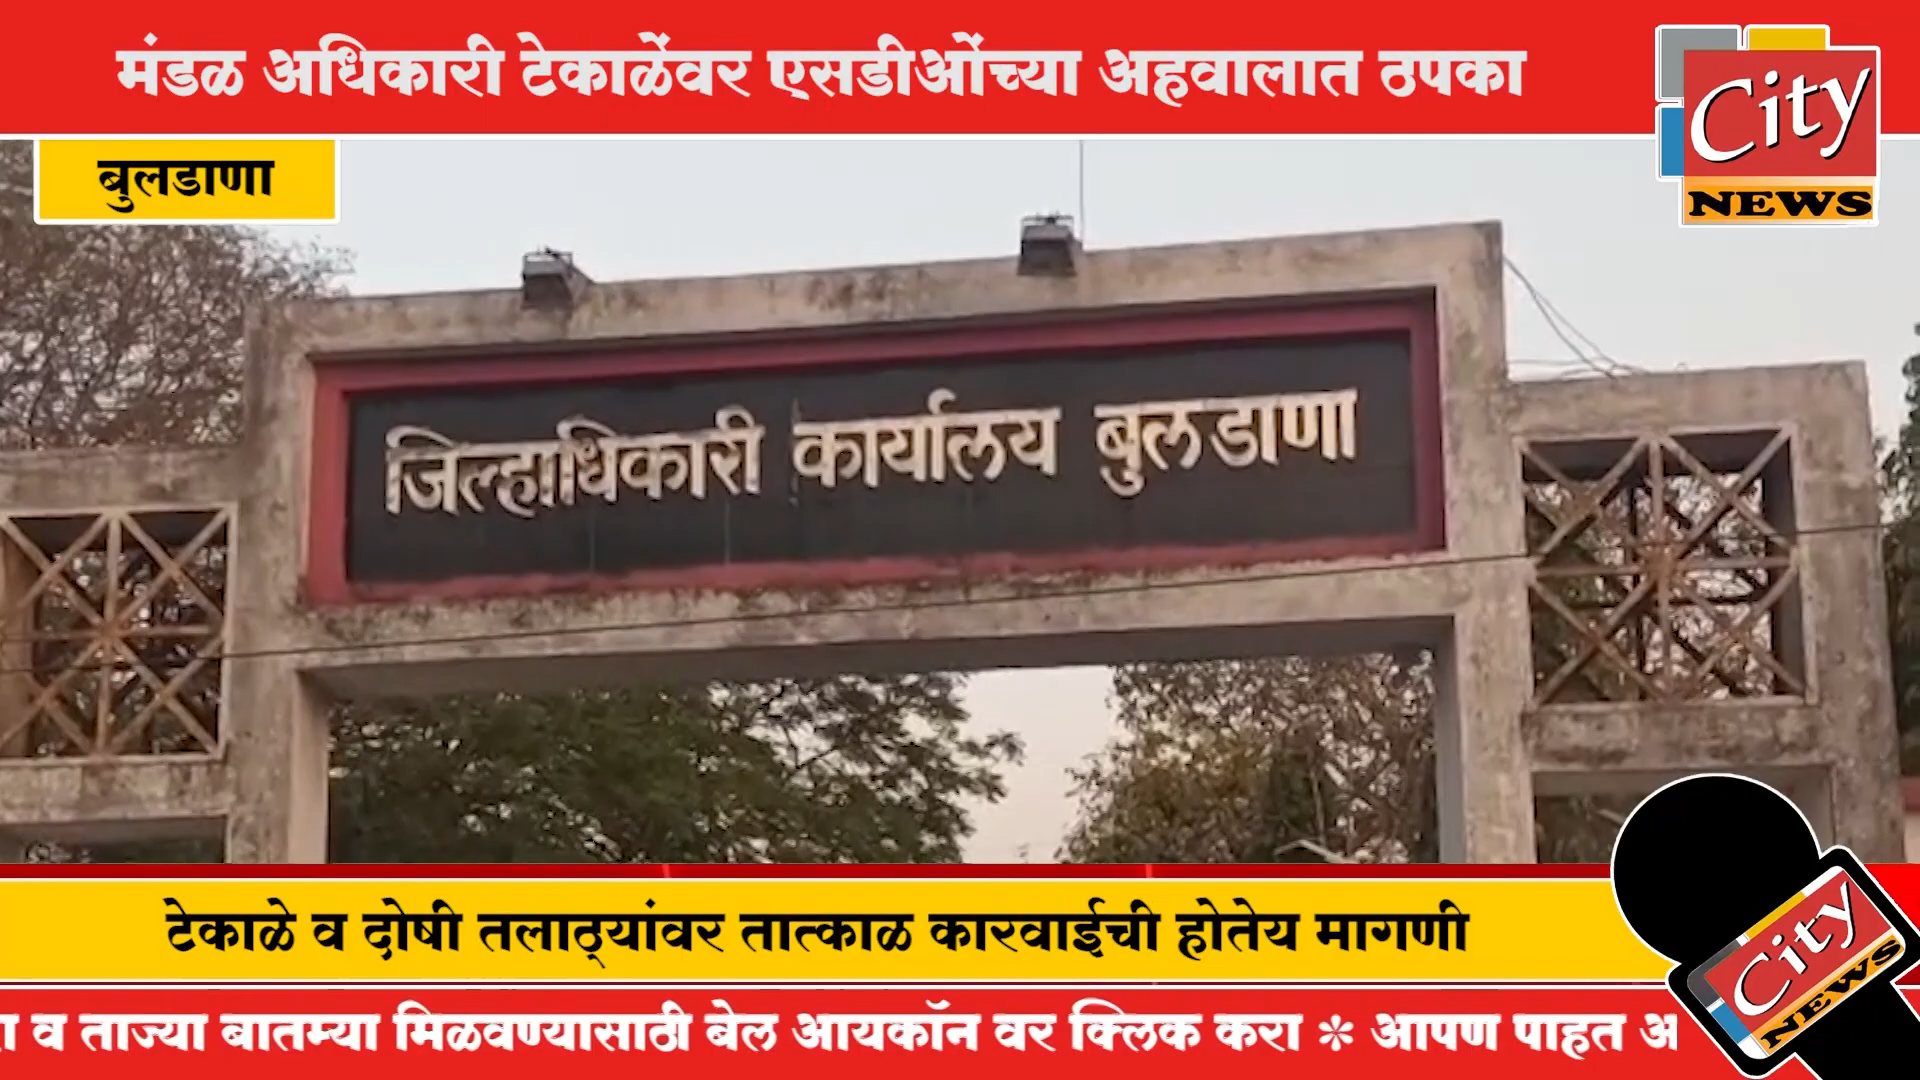 मंडळ अधिकारी टेकाळेंवर एसडीओंच्या अहवालात ठपका
City
NEWS
बुलडाणा
जिल्हाधिकारी कार्यालय बुलडाणा
टेकाळे व दोषी तलाठ्यांवर तात्काळ कारवाईची होतेय मागणी
व ताज्या बातम्या मिळवण्यासाठी बेल आयकॉन वर क्लिक करा * आपण पाहत
City
NEWS